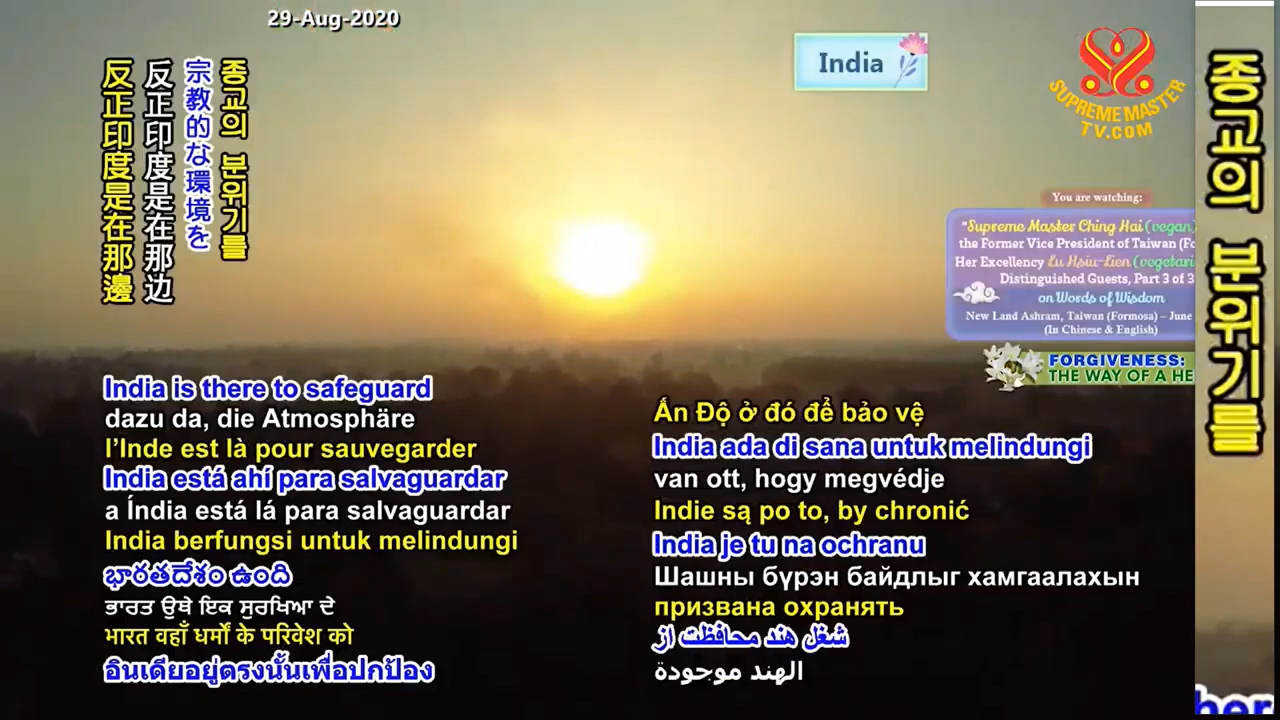 29-Aug-2020
India
SUPREME MASTER
TV.COM
종교의 분위기를
宗教的な環境を
反正印度是在那边
反正印度是在那邊
종교의 분위기를
You are watching:
"Supreme Master Ching Hai (vegan)
the Former Vice President of Taiwan (Fo
Her Excellency Lu Hsiu-Lien (vegetari
Distinguished Guests, Part 3 of 3
on Words of Wisdom
New Land Ashram, Taiwan (Formosa) – June
(In Chinese & English)
FORGIVENESS:
THE WAY OF A HE
India is there to safeguard
dazu da, die Atmosphäre
l'Inde est là pour sauvegarder
India está ahí para salvaguardar
a Índia está lá para salvaguardar
India berfungsi untuk melindungi
భారతదేశం ఉంది
ਭਾਰਤ ਉਥੇ ਇਕ ਸੁਰਖਿਆ ਦੇ
भारत वहाँ धर्मों के परिवेश को
อินเดียอยู่ตรงนั้นเพื่อปกป้อง
Ấn Độ ở đó để bảo vệ
India ada di sana untuk melindungi
van ott, hogy megvédje
Indie są po to, by chronić
India je tu na ochranu
Шашны бүрэн байдлыг хамгаалахын
призвана охранять
شغل هند محافظت از
الهند موجودة
her